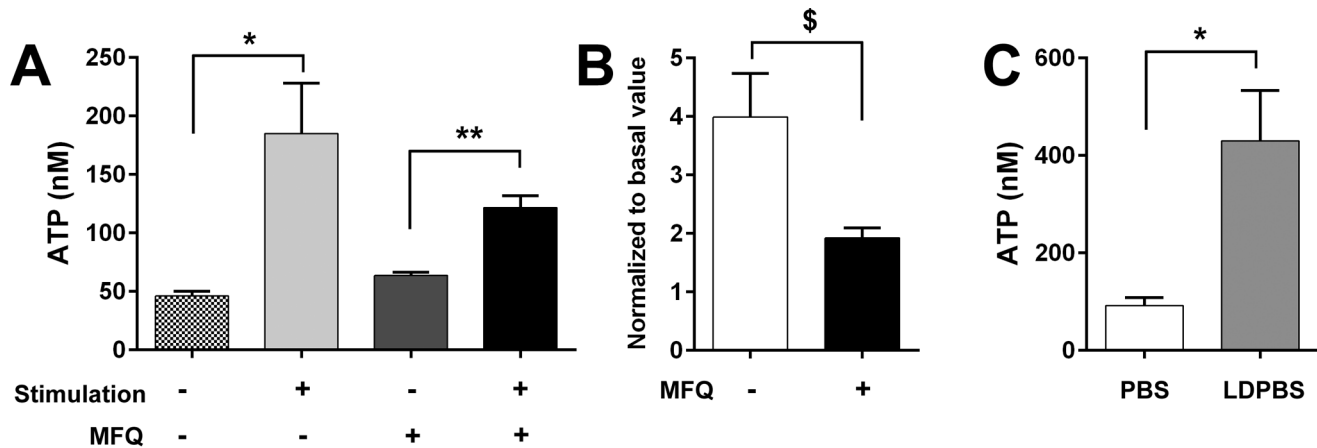 A
*
**
250
200
150
100
50
0
ATP (nM)
Stimulation - + - +
MFQ - - + +
B
$
5
4
3
2
1
0
Normalized to basal value
MFQ - +
C
*
600
400
200
0
ATP (nM)
PBS LDPBS